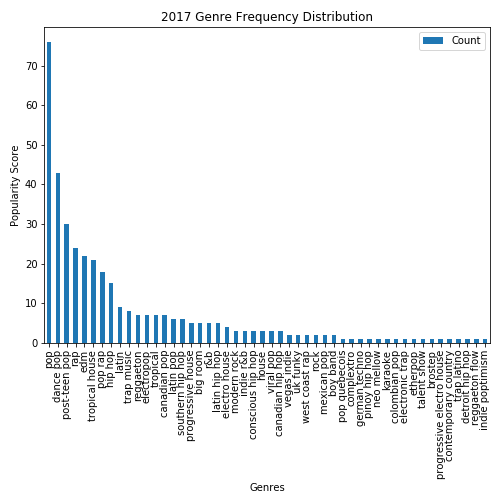 2017 Genre Frequency Distribution
Count
Popularity Score
70
60
50
40
30
20
10
0
pop
dance pop
post-teen pop
rap
edm
tropical house
pop rap
hip hop
latin
trap music
reggaeton
electropop
tropical
canadian pop
latin pop
southern hip hop
progressive house
big room
r&b
latin hip hop
electro house
modern rock
indie r&b
conscious hip hop
house
viral pop
canadian hip hop
vegas indie
uk funky
west coast rap
rock
mexican pop
boy band
pop quebecois
complextro
german techno
pinoy hip hop
neo mellow
karaoke
colombian pop
electronic trap
etherpop
talent show
brostep
progressive electro house
contemporary country
trap latino
detroit hip hop
reggaeton flow
indie poptimism
Genres